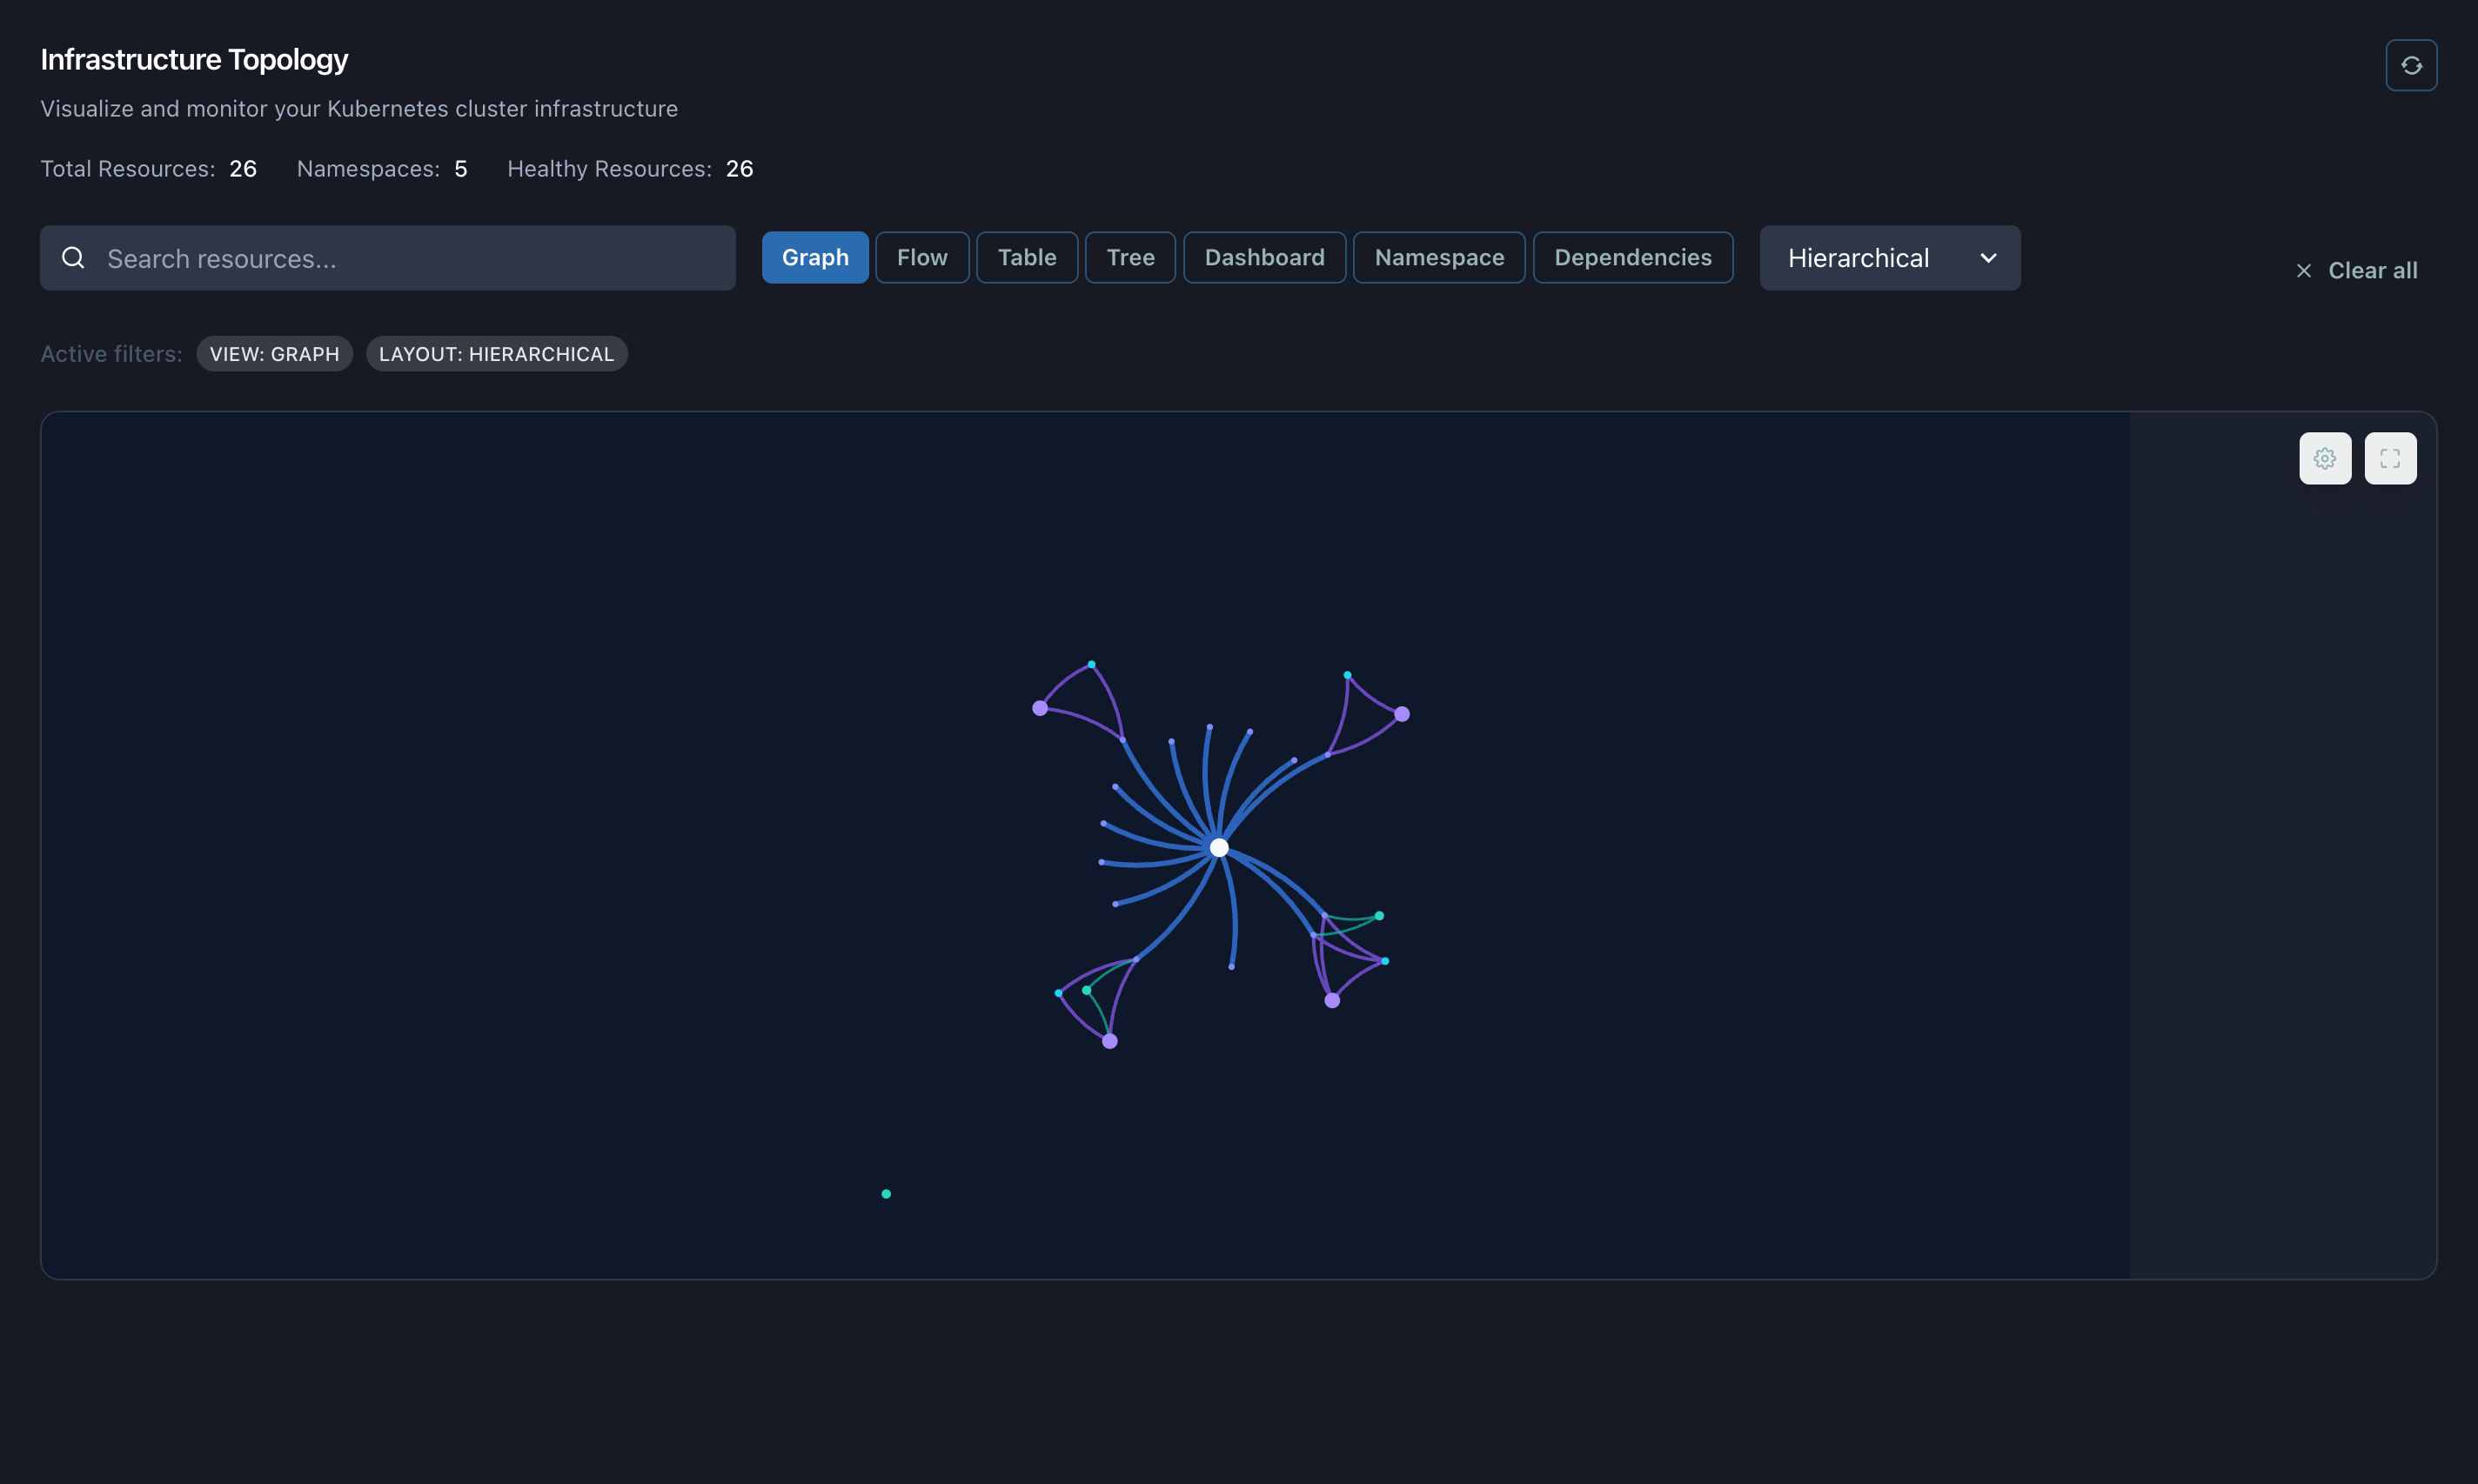 Infrastructure Topology
Visualize and monitor your Kubernetes cluster infrastructure
Total Resources: 26 Namespaces: 5 Healthy Resources: 26
Search resources... Graph Flow Table Tree Dashboard Namespace Dependencies Hierarchical Clear all
Active filters: VIEW: GRAPH LAYOUT: HIERARCHICAL